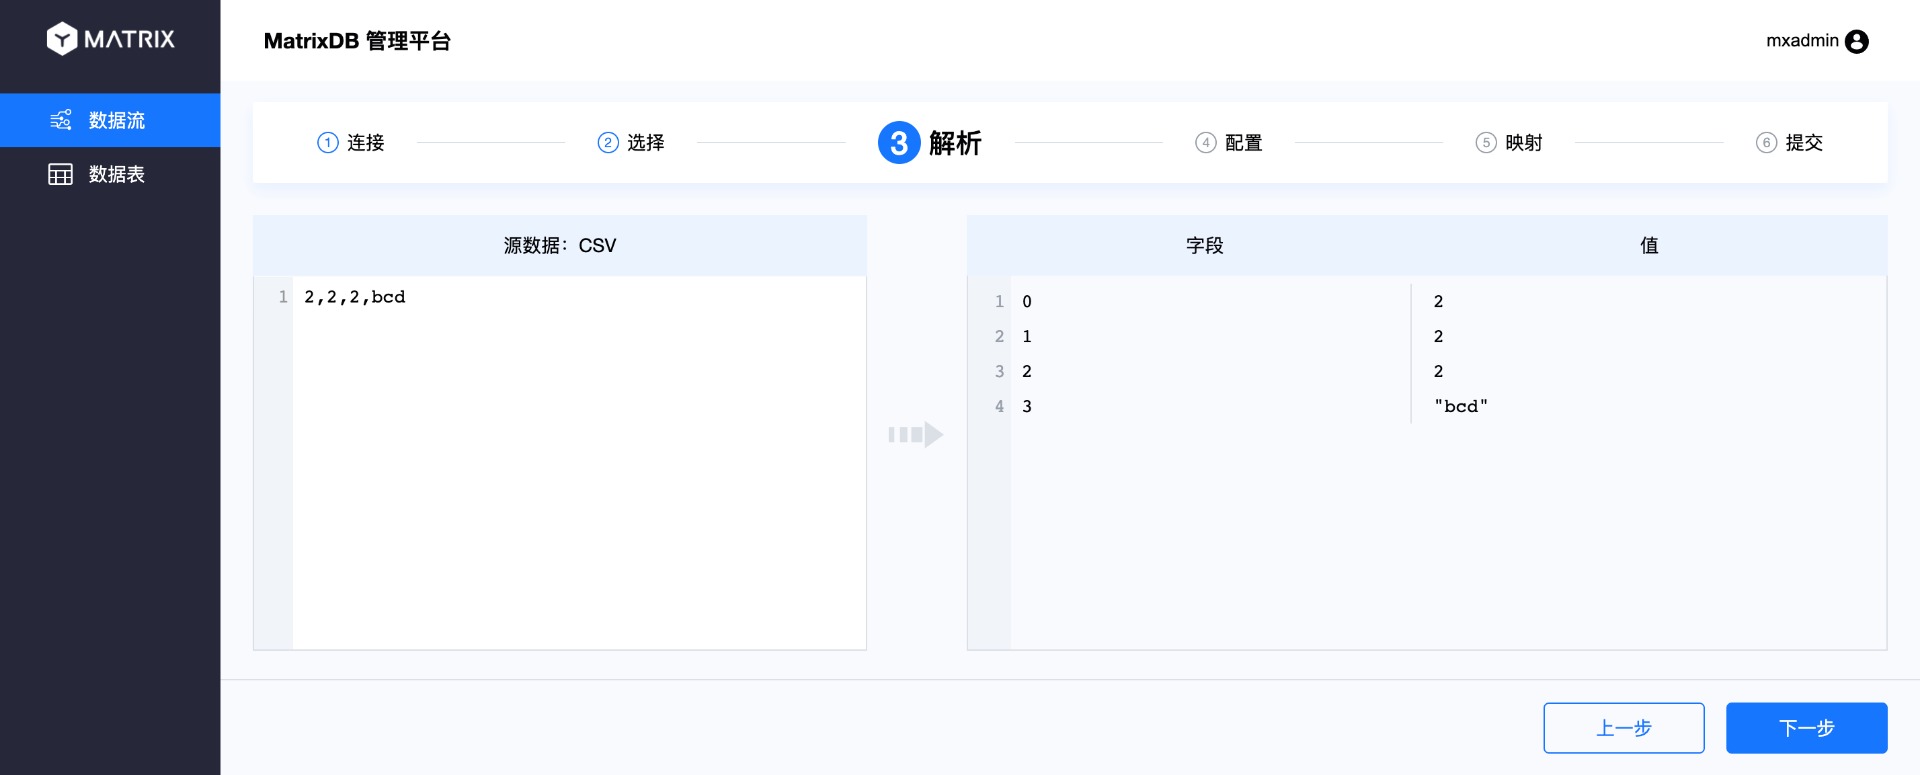 MATRIX
MatrixDB 管理平台
mxadmin
数据流
数据表
1 连接
2 选择
3 解析
4 配置
5 映射
6 提交
源数据：CSV
1 2,2,2,bcd
字段 值
1 0 2
2 1 2
3 2 2
4 3 "bcd"
上一步
下一步